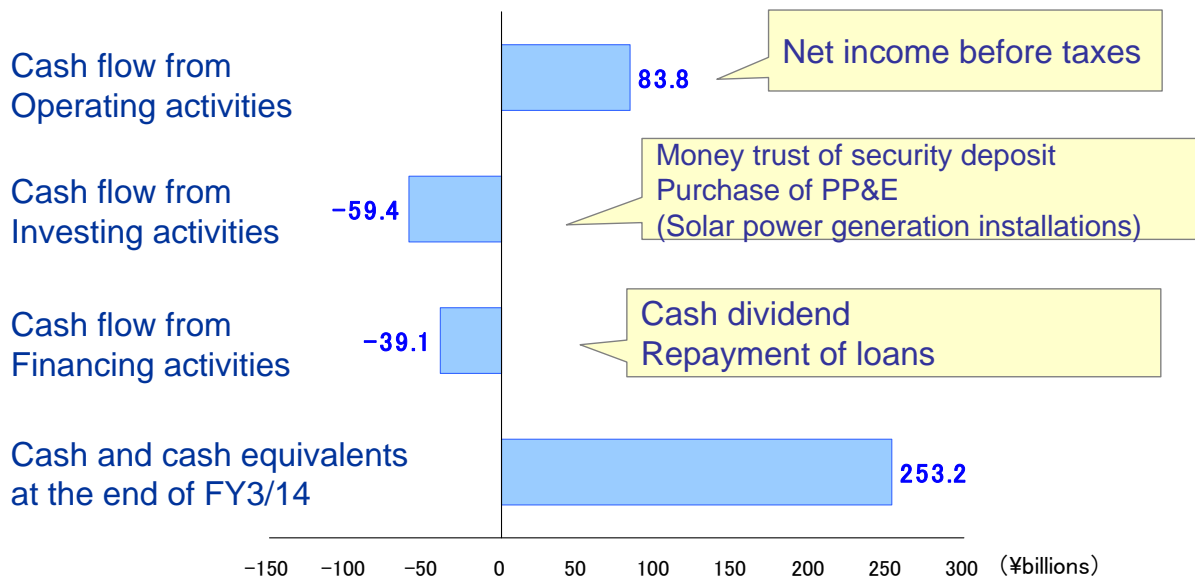 Cash flow from
Operating activities
83.8
Net income before taxes
Cash flow from
Investing activities
-59.4
Money trust of security deposit
Purchase of PP&E
(Solar power generation installations)
Cash flow from
Financing activities
-39.1
Cash dividend
Repayment of loans
Cash and cash equivalents
at the end of FY3/14
253.2
-150 -100 -50 0 50 100 150 200 250 300 (¥billions)